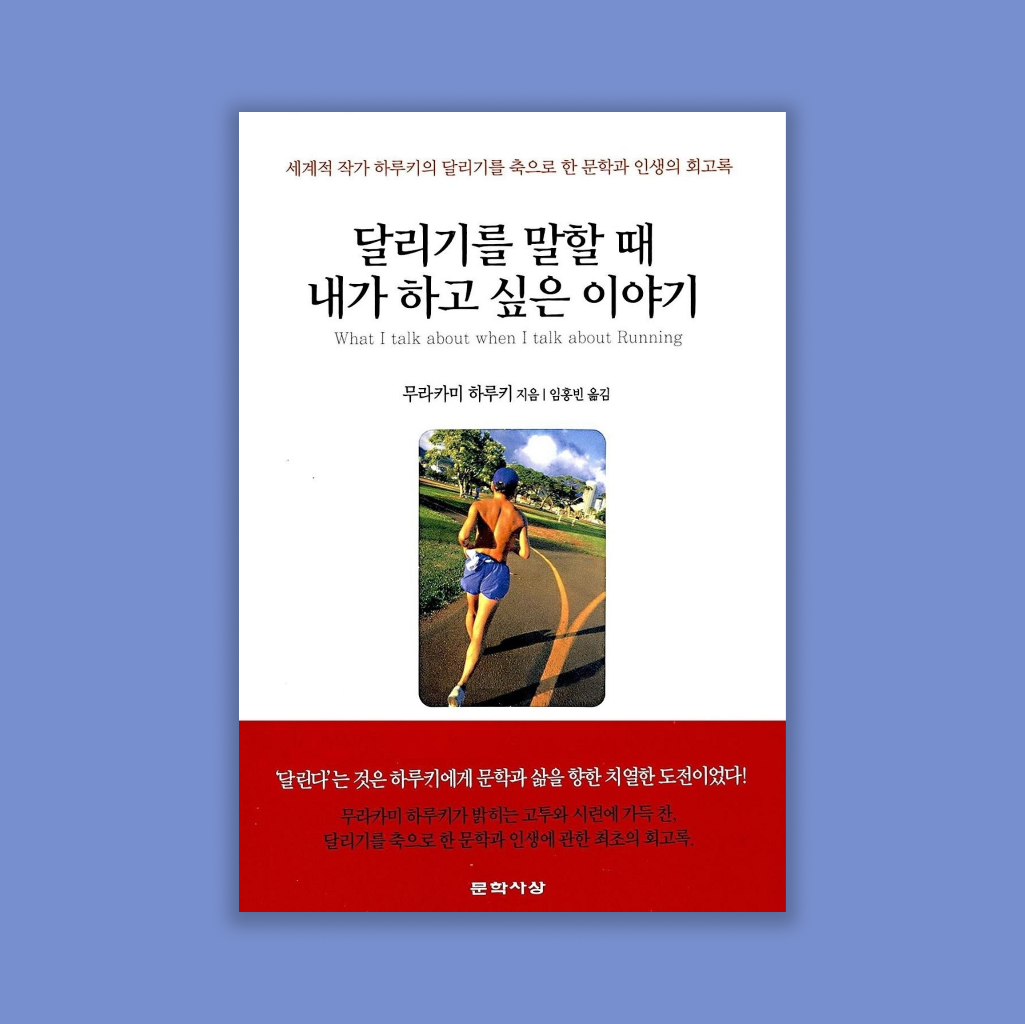 세계적 작가 하루키의 달리기를 축으로 한 문학과 인생의 회고록
달리기를 말할 때
내가 하고 싶은 이야기
What I talk about when I talk about Running
무라카미 하루키 지음 | 임홍빈 옮김
‘달린다’는 것은 하루키에게 문학과 삶을 향한 치열한 도전이었다!
무라카미 하루키가 밝히는 고투와 시련에 가득 찬,
달리기를 축으로 한 문학과 인생에 관한 최초의 회고록.
문학사상